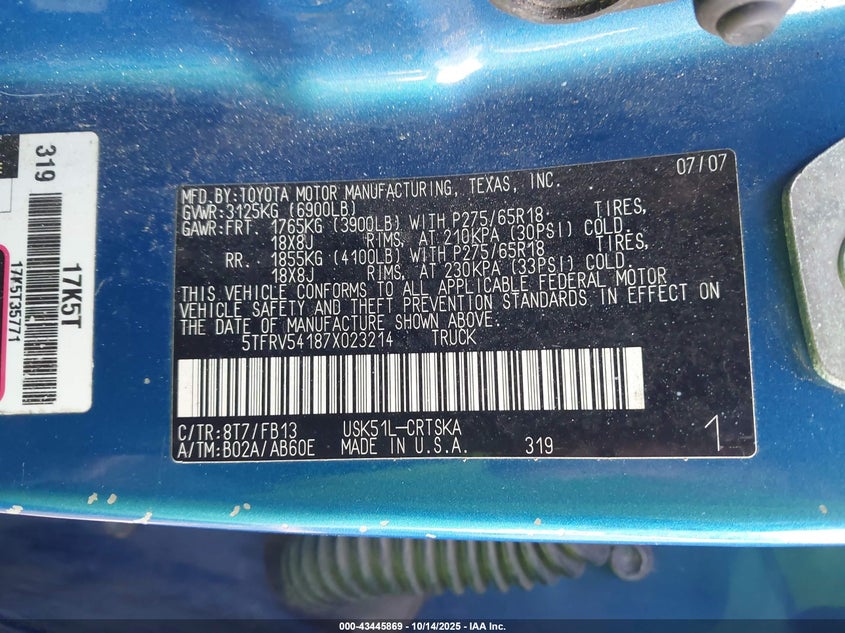 319
17K5T
17V5T35771
07/07
MFD.BY:TOYOTA MOTOR MANUFACTURING, TEXAS, INC.
GVWR:3125KG (6900LB)
GAWR:FRT. 1765KG (3900LB) WITH P275/65R18 TIRES,
18X8J RIMS, AT 210KPA (30PSI) COLD.
RR. 1855KG (4100LB) WITH P275/65R18 TIRES,
18X8J RIMS, AT 230KPA (33PSI) COLD.
THIS VEHICLE CONFORMS TO ALL APPLICABLE FEDERAL MOTOR
VEHICLE SAFETY AND THEFT PREVENTION STANDARDS IN EFFECT ON
THE DATE OF MANUFACTURE SHOWN ABOVE.
5TFRV54187X023214 TRUCK
C/TR:8T7/FB13 USK51L-CRTSKA
A/TM:B02A/AB60E MADE IN U.S.A. 319 1
000-43445869 - 10/14/2025 - IAA Inc.